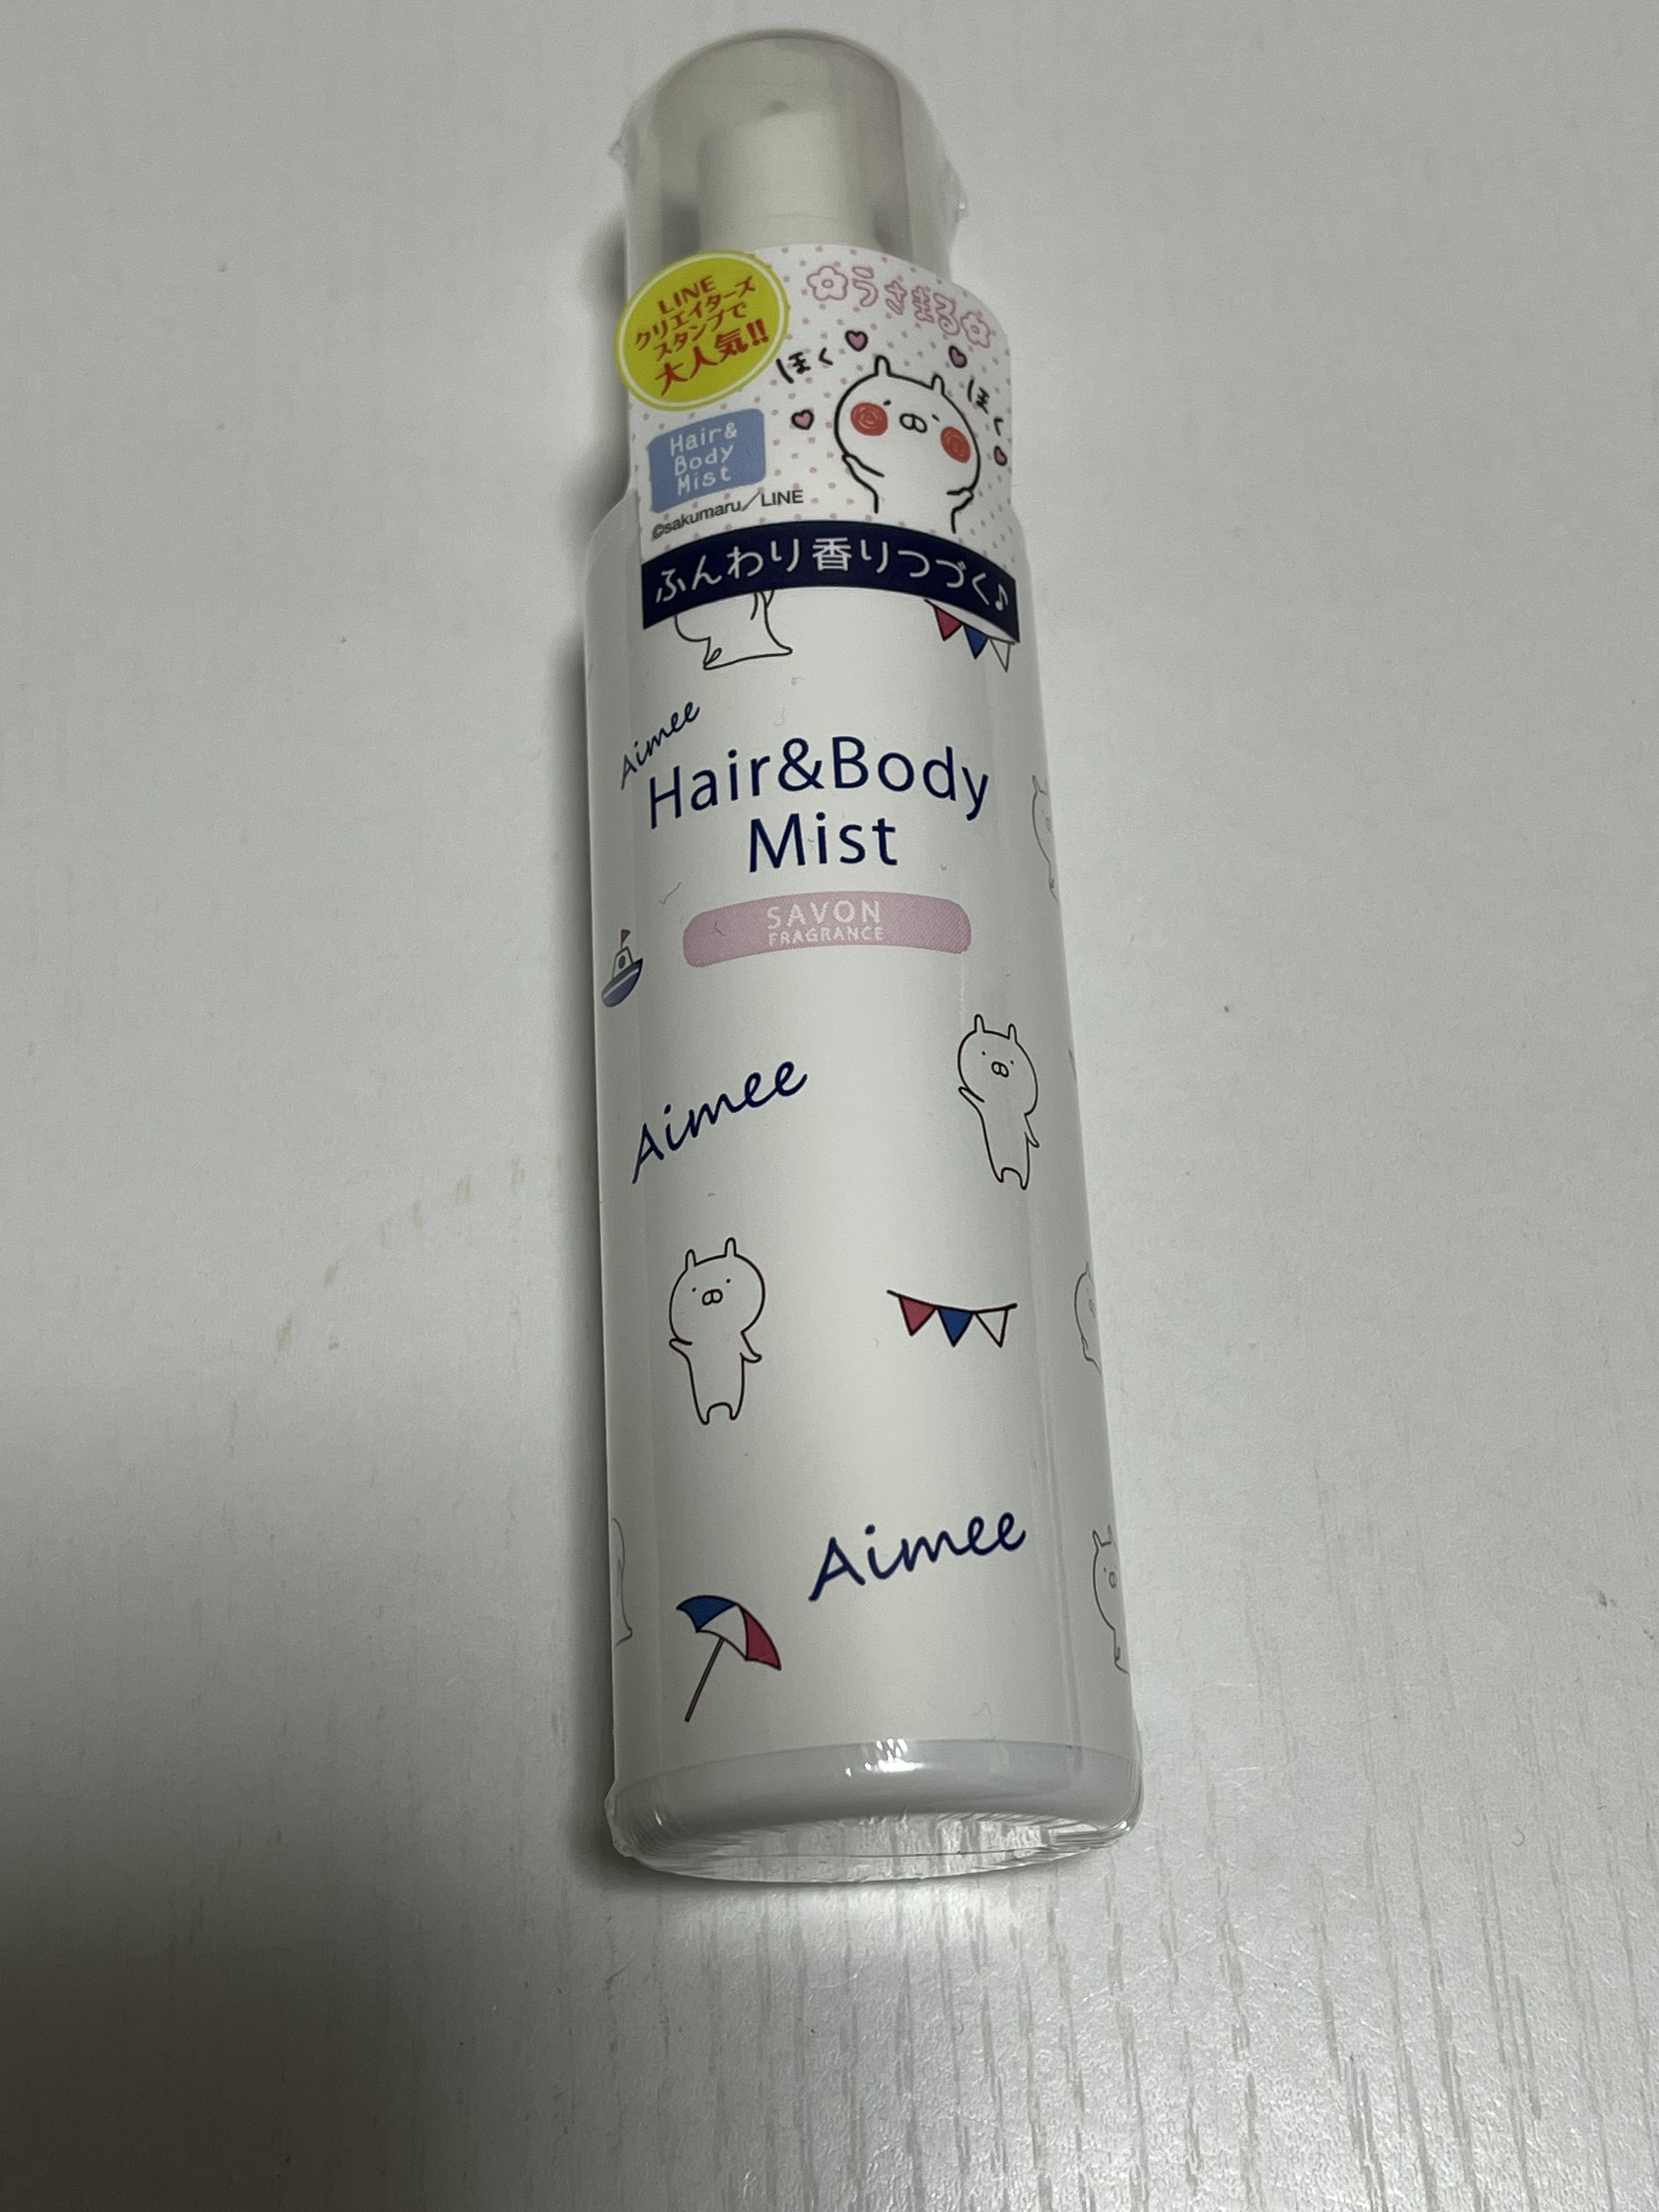 LINE
クリエイターズ
スタンプで
大人気!!
うさまる
ほく
ほく
Hair&
Body
Mist
©sakumaru/LINE
ふんわり香りつづく♪
Aimee
Hair&Body
Mist
SAVON
FRAGRANCE
Aimee
Aimee